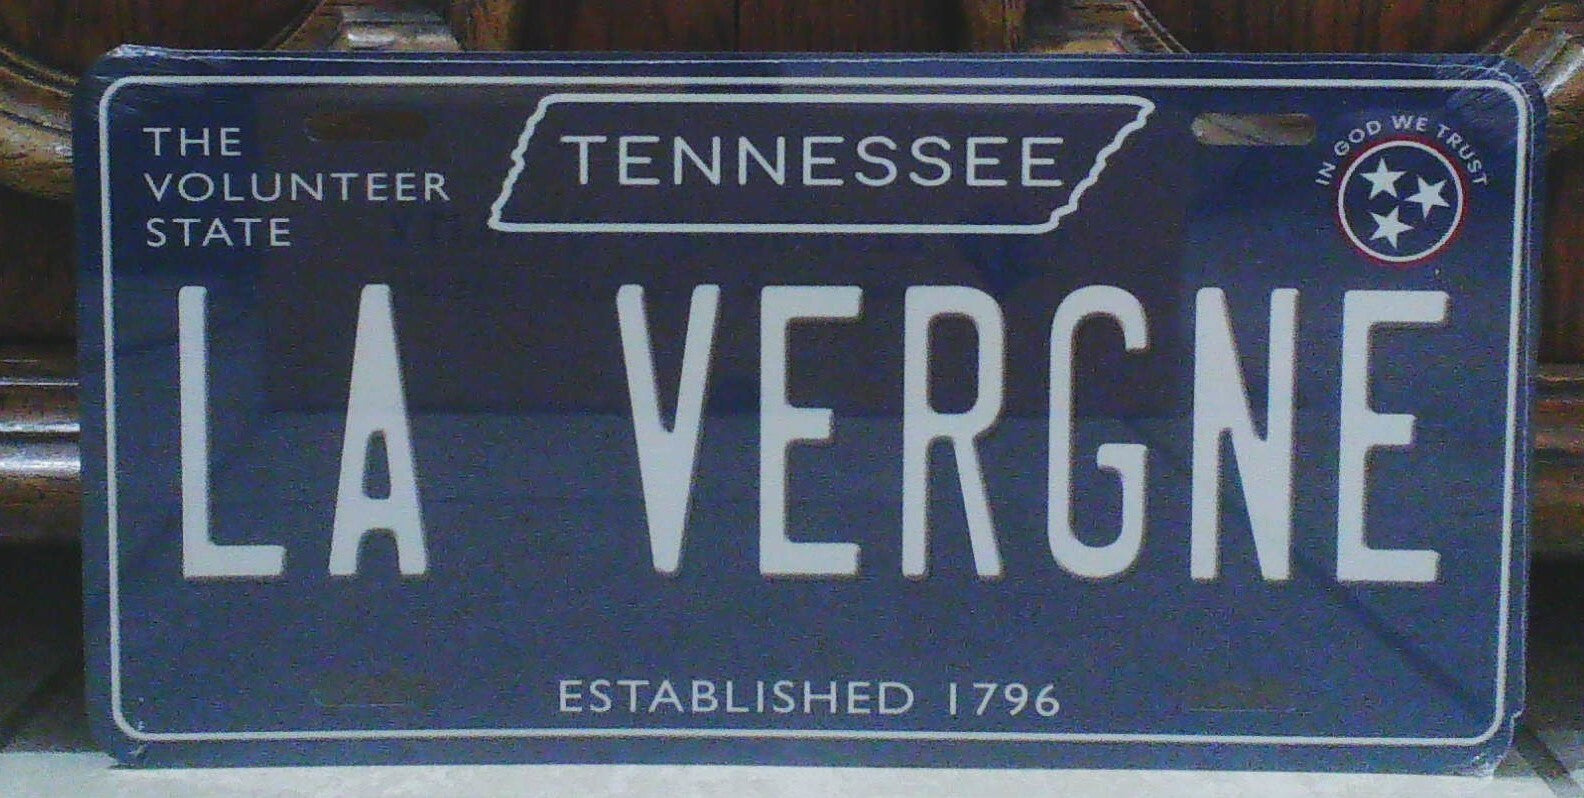 THE
VOLUNTEER
STATE
TENNESSEE
IN GOD WE TRUST
LA VERGNE
ESTABLISHED 1796